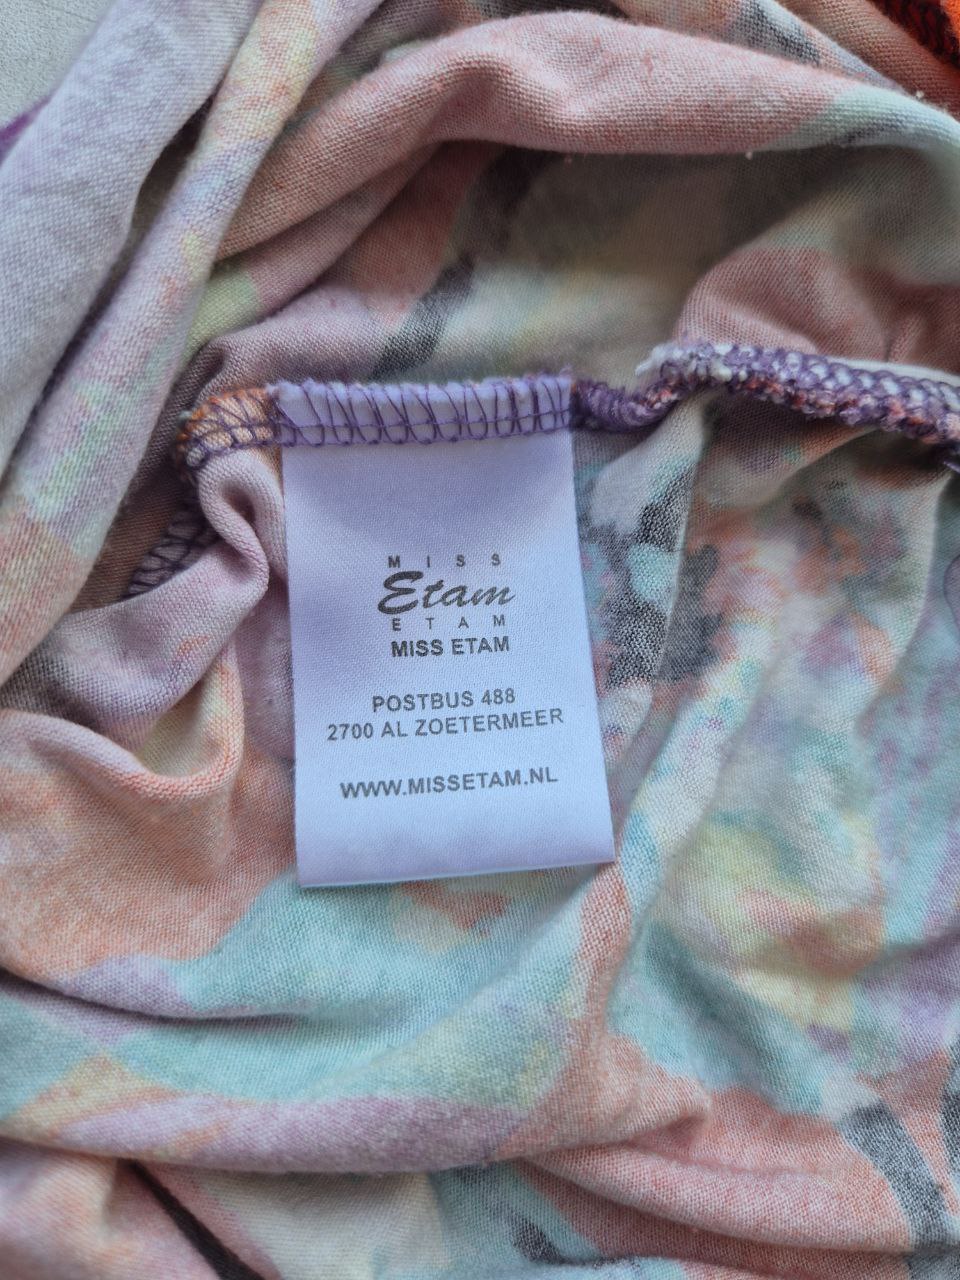 MISS
Etam
ETAM
MISS ETAM
POSTBUS 488
2700 AL ZOETERMEER
WWW.MISSETAM.NL